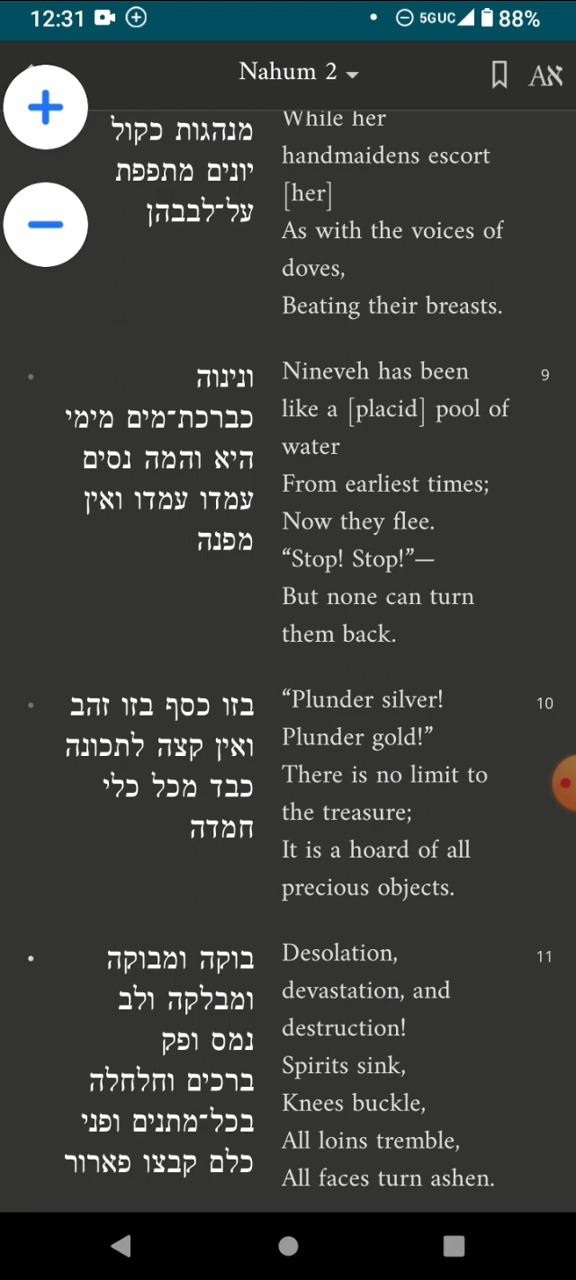 12:31
5GUC 88%
Nahum 2
Aא
מנהגות כקול
יונים מתפפת
על־לבבהן
While her
handmaidens escort
[her]
As with the voices of
doves,
Beating their breasts.
ונינוה
כברכת־מים מימי
היא והמה נסים
עמדו עמדו ואין
מפנה
Nineveh has been
like a [placid] pool of
water
From earliest times;
Now they flee.
“Stop! Stop!”—
But none can turn
them back.
9
בזו כסף בזו זהב
ואין קצה לתכונה
כבד מכל כלי
חמדה
“Plunder silver!
Plunder gold!”
There is no limit to
the treasure;
It is a hoard of all
precious objects.
10
בוקה ומבוקה
ומבלקה ולב
נמס ופק
ברכים וחלחלה
בכל־מתנים ופני
כלם קבצו פארור
Desolation,
devastation, and
destruction!
Spirits sink,
Knees buckle,
All loins tremble,
All faces turn ashen.
11